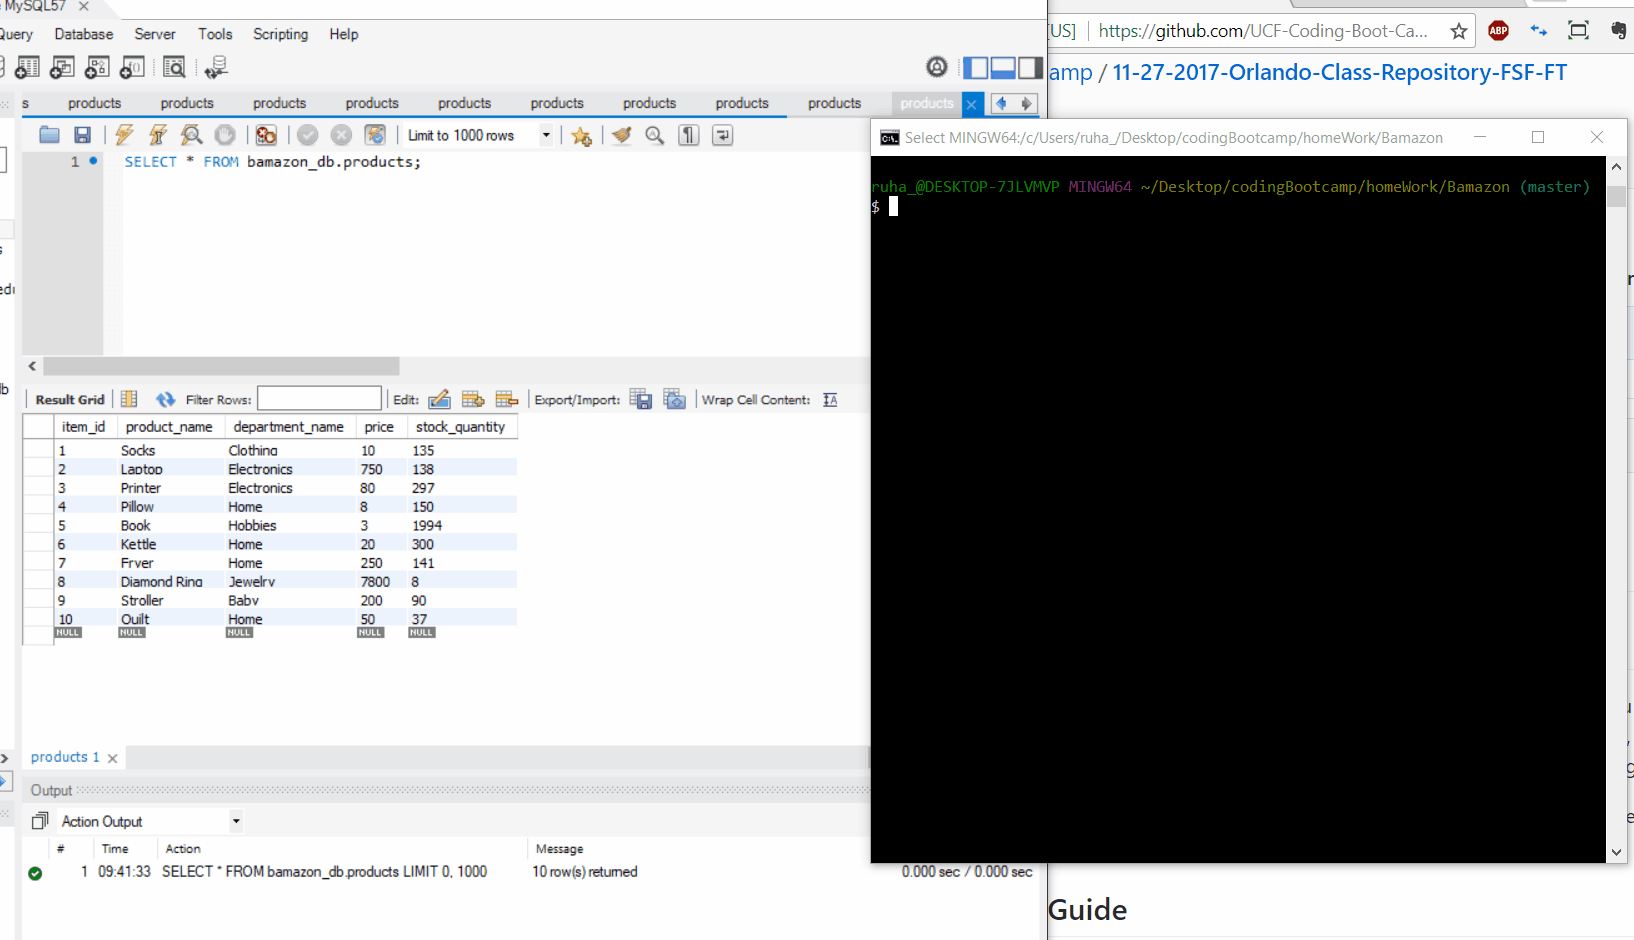 MySQL57 ×
Query Database Server Tools Scripting Help
s products products products products products products products products products products
Limit to 1000 rows
1 SELECT * FROM bamazon_db.products;
Result Grid Filter Rows: Edit: Export/Import: Wrap Cell Content:
item_id product_name department_name price stock_quantity
1 Socks Clothing 10 135
2 Laptop Electronics 750 138
3 Printer Electronics 80 297
4 Pillow Home 8 150
5 Book Hobbies 3 1994
6 Kettle Home 20 300
7 Fryer Home 250 141
8 Diamond Ring Jewelry 7800 8
9 Stroller Baby 200 90
10 Quilt Home 50 37
NULL NULL NULL NULL NULL
products 1
Output
Action Output
# Time Action Message
1 09:41:33 SELECT * FROM bamazon_db.products LIMIT 0, 1000 10 row(s) returned 0.000 sec / 0.000 sec
US] https://github.com/UCF-Coding-Boot-Ca... ABP
amp / 11-27-2017-Orlando-Class-Repository-FSF-FT
Select MINGW64:/c/Users/ruha_/Desktop/codingBootcamp/homeWork/Bamazon
ruha_@DESKTOP-7JLVMVP MINGW64 ~/Desktop/codingBootcamp/homeWork/Bamazon (master)
$
Guide